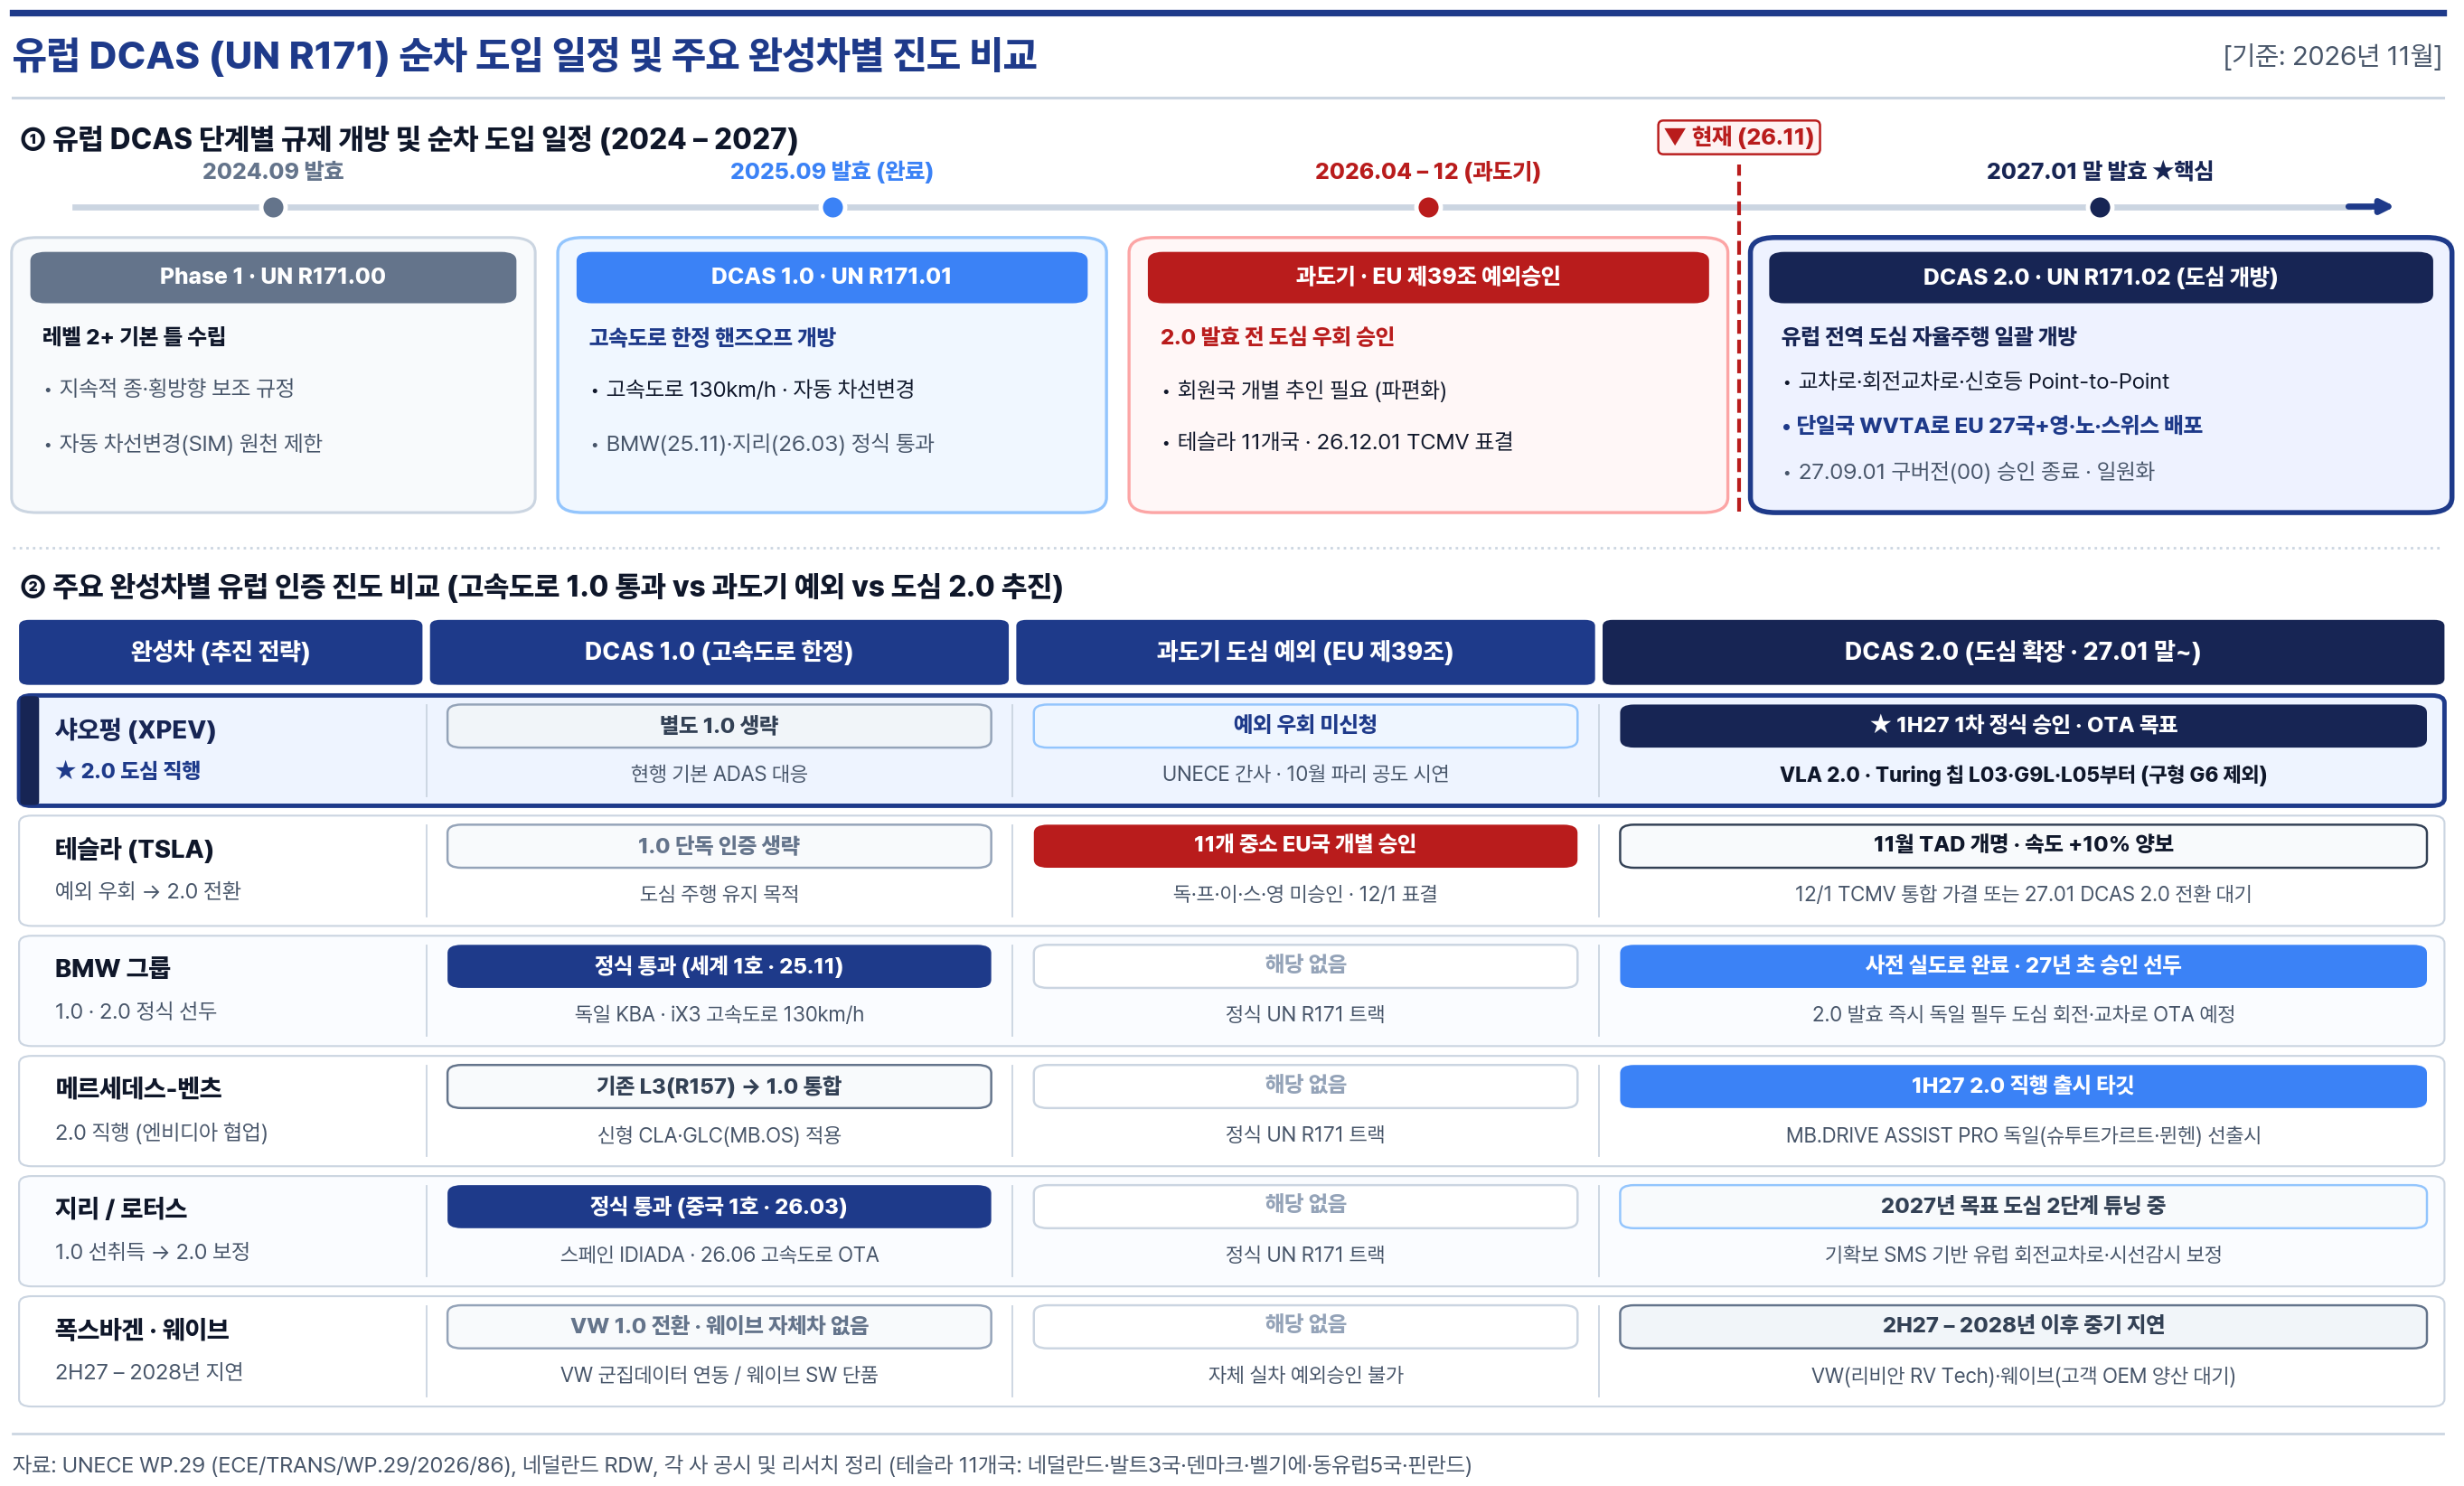 유럽 DCAS (UN R171) 순차 도입 일정 및 주요 완성차별 진도 비교
[기준: 2026년 11월]
① 유럽 DCAS 단계별 규제 개방 및 순차 도입 일정 (2024 – 2027)
▼ 현재 (26.11)
2024.09 발효
2025.09 발효 (완료)
2026.04 – 12 (과도기)
2027.01 말 발효 ★핵심
Phase 1 · UN R171.00
레벨 2+ 기본 틀 수립
• 지속적 종·횡방향 보조 규정
• 자동 차선변경(SIM) 원천 제한
DCAS 1.0 · UN R171.01
고속도로 한정 핸즈오프 개방
• 고속도로 130km/h · 자동 차선변경
• BMW(25.11)·지리(26.03) 정식 통과
과도기 · EU 제39조 예외승인
2.0 발효 전 도심 우회 승인
• 회원국 개별 추인 필요 (파편화)
• 테슬라 11개국 · 26.12.01 TCMV 표결
DCAS 2.0 · UN R171.02 (도심 개방)
유럽 전역 도심 자율주행 일괄 개방
• 교차로·회전교차로·신호등 Point-to-Point
• 단일국 WVTA로 EU 27국+영·노·스위스 배포
• 27.09.01 구버전(00) 승인 종료 · 일원화
② 주요 완성차별 유럽 인증 진도 비교 (고속도로 1.0 통과 vs 과도기 예외 vs 도심 2.0 추진)
완성차 (추진 전략)
DCAS 1.0 (고속도로 한정)
과도기 도심 예외 (EU 제39조)
DCAS 2.0 (도심 확장 · 27.01 말~)
샤오펑 (XPEV)
★ 2.0 도심 직행
별도 1.0 생략
현행 기본 ADAS 대응
예외 우회 미신청
UNECE 간사 · 10월 파리 공도 시연
★ 1H27 1차 정식 승인 · OTA 목표
VLA 2.0 · Turing 칩 L03·G9L·L05부터 (구형 G6 제외)
테슬라 (TSLA)
예외 우회 → 2.0 전환
1.0 단독 인증 생략
도심 주행 유지 목적
11개 중소 EU국 개별 승인
독·프·이·스·영 미승인 · 12/1 표결
11월 TAD 개명 · 속도 +10% 양보
12/1 TCMV 통합 가결 또는 27.01 DCAS 2.0 전환 대기
BMW 그룹
1.0 · 2.0 정식 선두
정식 통과 (세계 1호 · 25.11)
독일 KBA · iX3 고속도로 130km/h
해당 없음
정식 UN R171 트랙
사전 실도로 완료 · 27년 초 승인 선두
2.0 발효 즉시 독일 필두 도심 회전·교차로 OTA 예정
메르세데스-벤츠
2.0 직행 (엔비디아 협업)
기존 L3(R157) → 1.0 통합
신형 CLA·GLC(MB.OS) 적용
해당 없음
정식 UN R171 트랙
1H27 2.0 직행 출시 타깃
MB.DRIVE ASSIST PRO 독일(슈투트가르트·뮌헨) 선출시
지리 / 로터스
1.0 선취득 → 2.0 보정
정식 통과 (중국 1호 · 26.03)
스페인 IDIADA · 26.06 고속도로 OTA
해당 없음
정식 UN R171 트랙
2027년 목표 도심 2단계 튜닝 중
기확보 SMS 기반 유럽 회전교차로·시선감시 보정
폭스바겐 · 웨이브
2H27 – 2028년 지연
VW 1.0 전환 · 웨이브 자체차 없음
VW 군집데이터 연동 / 웨이브 SW 단품
해당 없음
자체 실차 예외승인 불가
2H27 – 2028년 이후 중기 지연
VW(리비안 RV Tech)·웨이브(고객 OEM 양산 대기)
자료: UNECE WP.29 (ECE/TRANS/WP.29/2026/86), 네덜란드 RDW, 각 사 공시 및 리서치 정리 (테슬라 11개국: 네덜란드·발트3국·덴마크·벨기에·동유럽5국·핀란드)